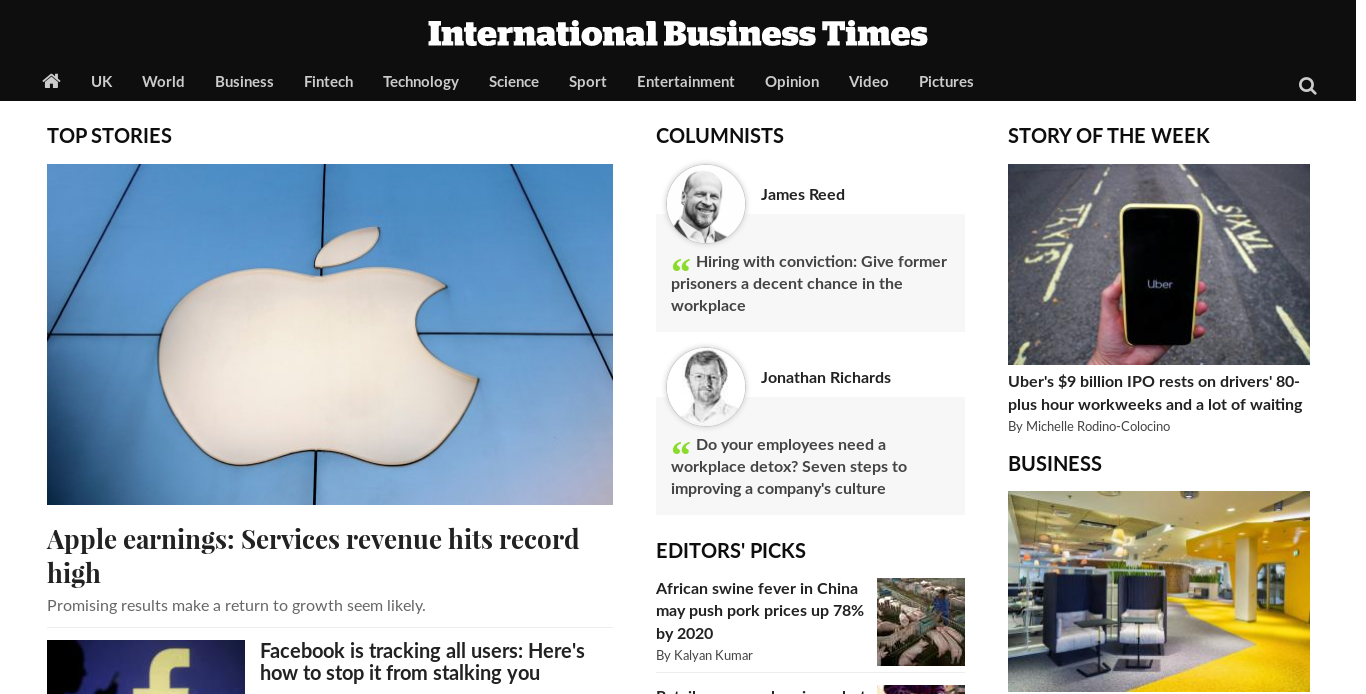 International Business Times
UK World Business Fintech Technology Science Sport Entertainment Opinion Video Pictures
TOP STORIES
Apple earnings: Services revenue hits record
high
Promising results make a return to growth seem likely.
Facebook is tracking all users: Here's
how to stop it from stalking you
COLUMNISTS
James Reed
“ Hiring with conviction: Give former
prisoners a decent chance in the
workplace
Jonathan Richards
“ Do your employees need a
workplace detox? Seven steps to
improving a company's culture
EDITORS' PICKS
African swine fever in China
may push pork prices up 78%
by 2020
By Kalyan Kumar
STORY OF THE WEEK
TAXIS
TAXIS
Uber
Uber's $9 billion IPO rests on drivers' 80-
plus hour workweeks and a lot of waiting
By Michelle Rodino-Colocino
BUSINESS